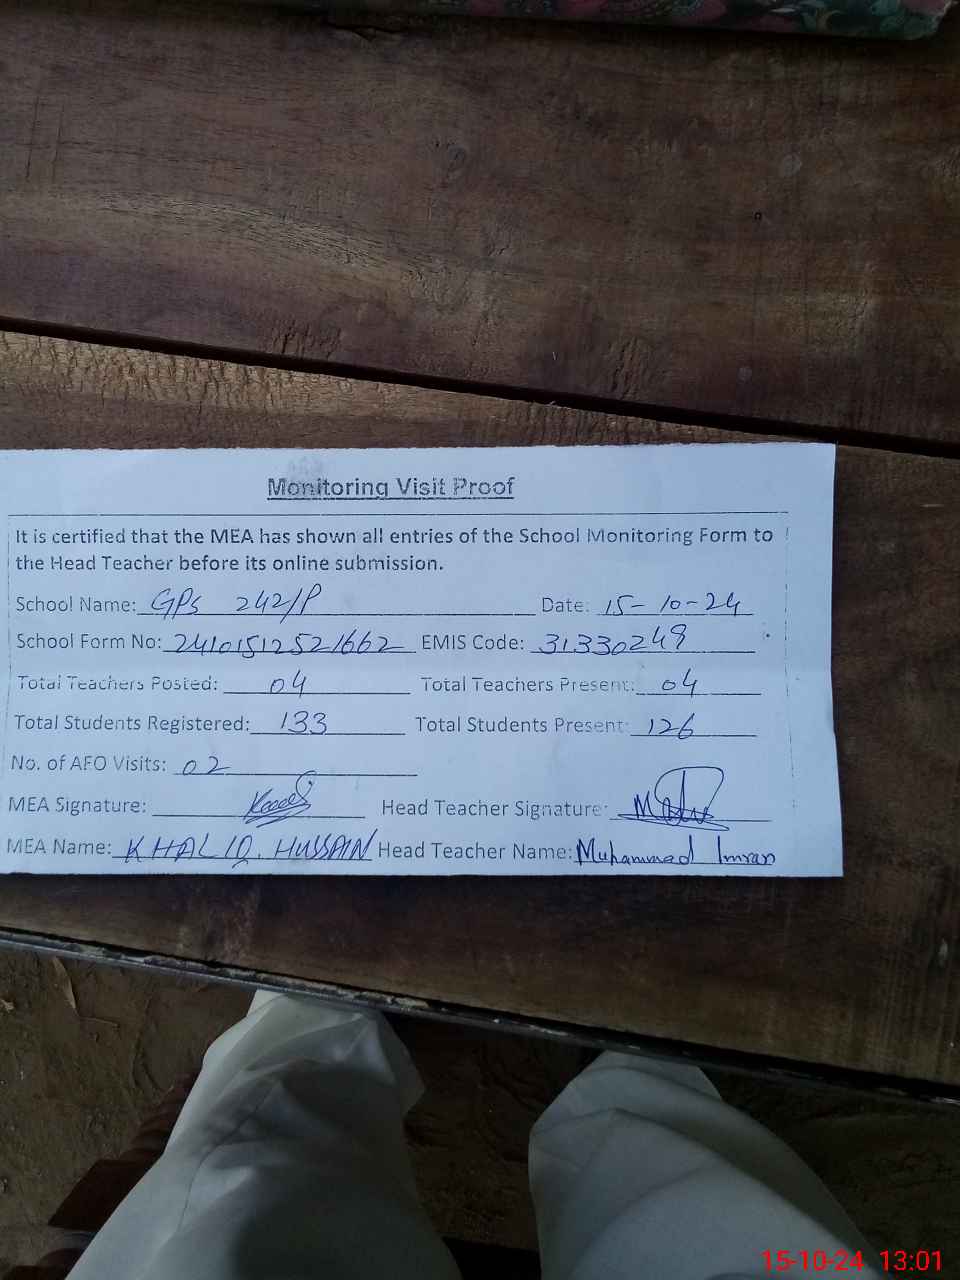 Monitoring Visit Proof
It is certified that the MEA has shown all entries of the School Monitoring Form to
the Head Teacher before its online submission.
School Name: GPS 242/P Date: 15-10-24
School Form No: 24101512521662 EMIS Code: 31330249
Total Teachers Posted: 04 Total Teachers Present: 04
Total Students Registered: 133 Total Students Present: 126
No. of AEO Visits: 02
MEA Signature: Head Teacher Signature:
MEA Name: KHALIQ HUSSAIN Head Teacher Name: Muhammad Imran
15-10-24 13:01